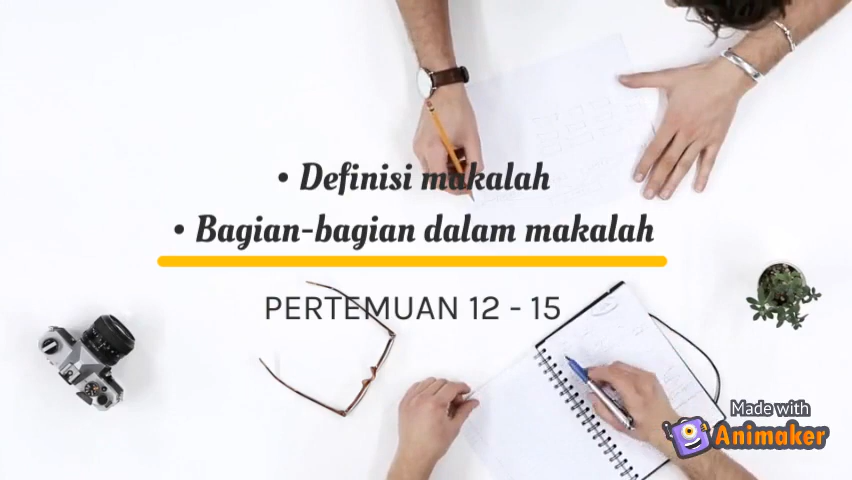 • Definisi makalah
• Bagian-bagian dalam makalah
PERTEMUAN 12 - 15
Made with
Animaker